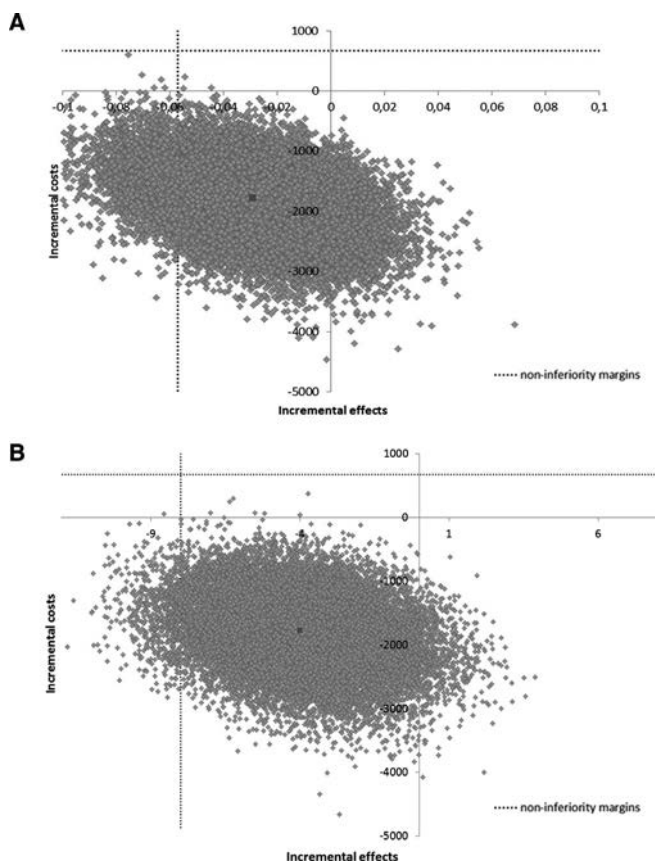 A
1000
0
-0,1 -0,08 -0,06 -0,04 -0,02 0 0,02 0,04 0,06 0,08 0,1
-1000
Incremental costs
-2000
-3000
-4000
non-inferiority margins
-5000
Incremental effects
B
1000
0
-9 -4 1 6
-1000
Incremental costs
-2000
-3000
-4000
non-inferiority margins
-5000
Incremental effects